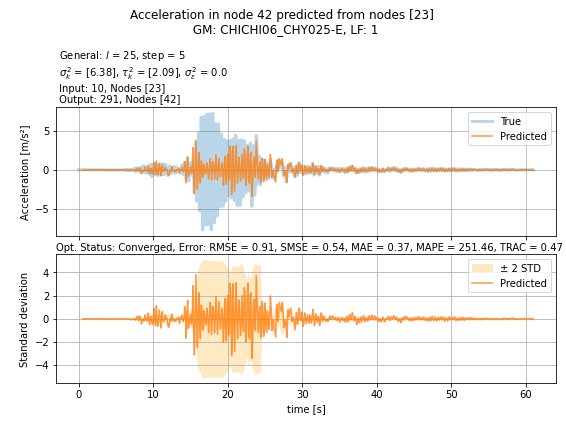 Acceleration in node 42 predicted from nodes [23]
GM: CHICHI06_CHY025-E, LF: 1
General: l = 25, step = 5
σ²ₖ = [6.38], τ²ₖ = [2.09], σ²ε = 0.0
Input: 10, Nodes [23]
Output: 291, Nodes [42]
Acceleration [m/s²]
5
0
−5
True
Predicted
Opt. Status: Converged, Error: RMSE = 0.91, SMSE = 0.54, MAE = 0.37, MAPE = 251.46, TRAC = 0.47
Standard deviation
4
2
0
−2
−4
± 2 STD
Predicted
0 10 20 30 40 50 60
time [s]